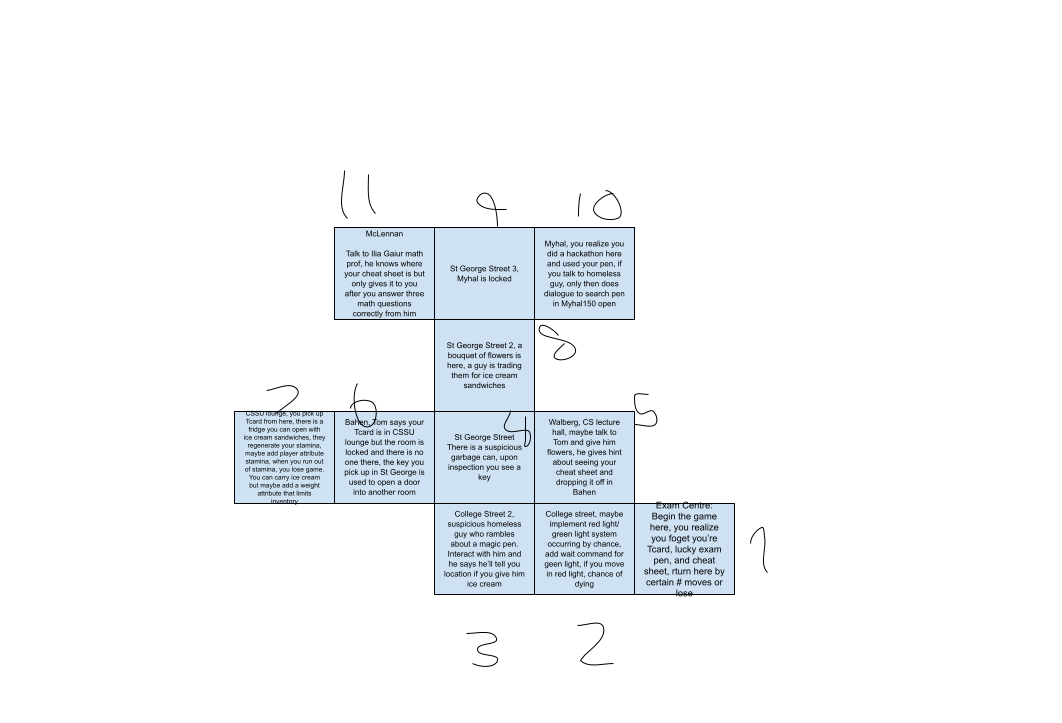 11
9
10
McLennan
Talk to Ilia Gaiur math
prof, he knows where
your cheat sheet is but
only gives it to you
after you answer three
math questions
correctly from him
St George Street 3,
Myhal is locked
Myhal, you realize you
did a hackathon here
and used your pen, if
you talk to homeless
guy, only then does
dialogue to search pen
in Myhal150 open
St George Street 2, a
bouquet of flowers is
here, a guy is trading
them for ice cream
sandwiches
8
7
6
4
5
CSSU lounge, you pick up
Tcard from here, there is a
fridge you can open with
ice cream sandwiches, they
regenerate your stamina,
maybe add player attribute
stamina, when you run out
of stamina, you lose game.
You can carry ice cream
but maybe add a weight
attribute that limits
inventory
Bahen, Tom says your
Tcard is in CSSU
lounge but the room is
locked and there is no
one there, the key you
pick up in St George is
used to open a door
into another room
St George Street
There is a suspicious
garbage can, upon
inspection you see a
key
Walberg, CS lecture
hall, maybe talk to
Tom and give him
flowers, he gives hint
about seeing your
cheat sheet and
dropping it off in
Bahen
College Street 2,
suspicious homeless
guy who rambles
about a magic pen.
Interact with him and
he says he'll tell you
location if you give him
ice cream
College street, maybe
implement red light/
green light system
occurring by chance,
add wait command for
geen light, if you move
in red light, chance of
dying
Exam Centre:
Begin the game
here, you realize
you foget you're
Tcard, lucky exam
pen, and cheat
sheet, rturn here by
certain # moves or
lose
1
3
2